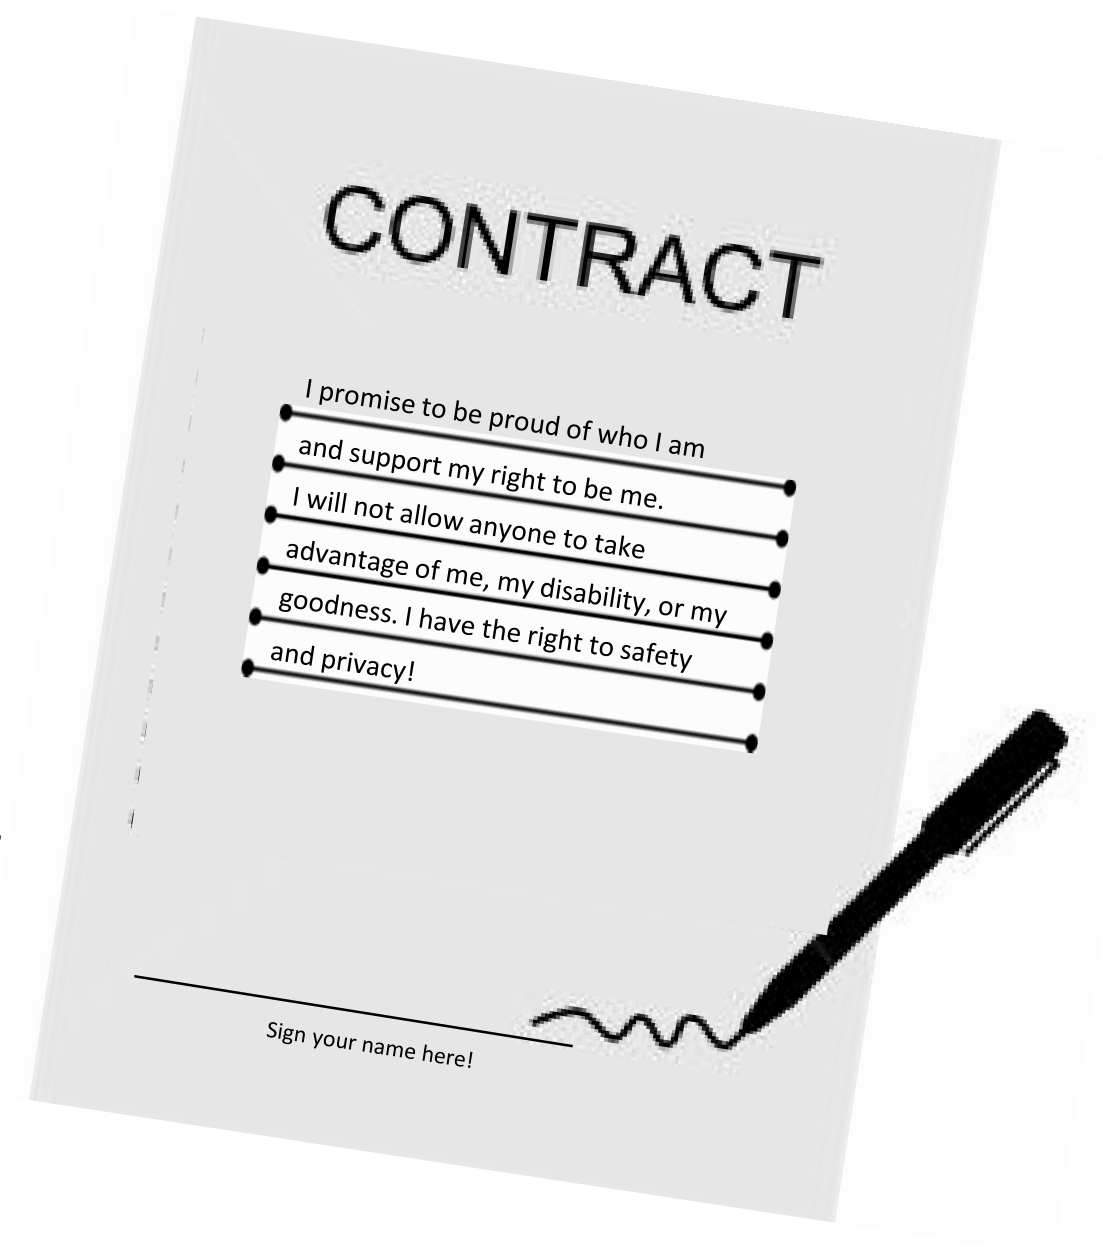 CONTRACT
I promise to be proud of who I am
and support my right to be me.
I will not allow anyone to take
advantage of me, my disability, or my
goodness. I have the right to safety
and privacy!
Sign your name here!